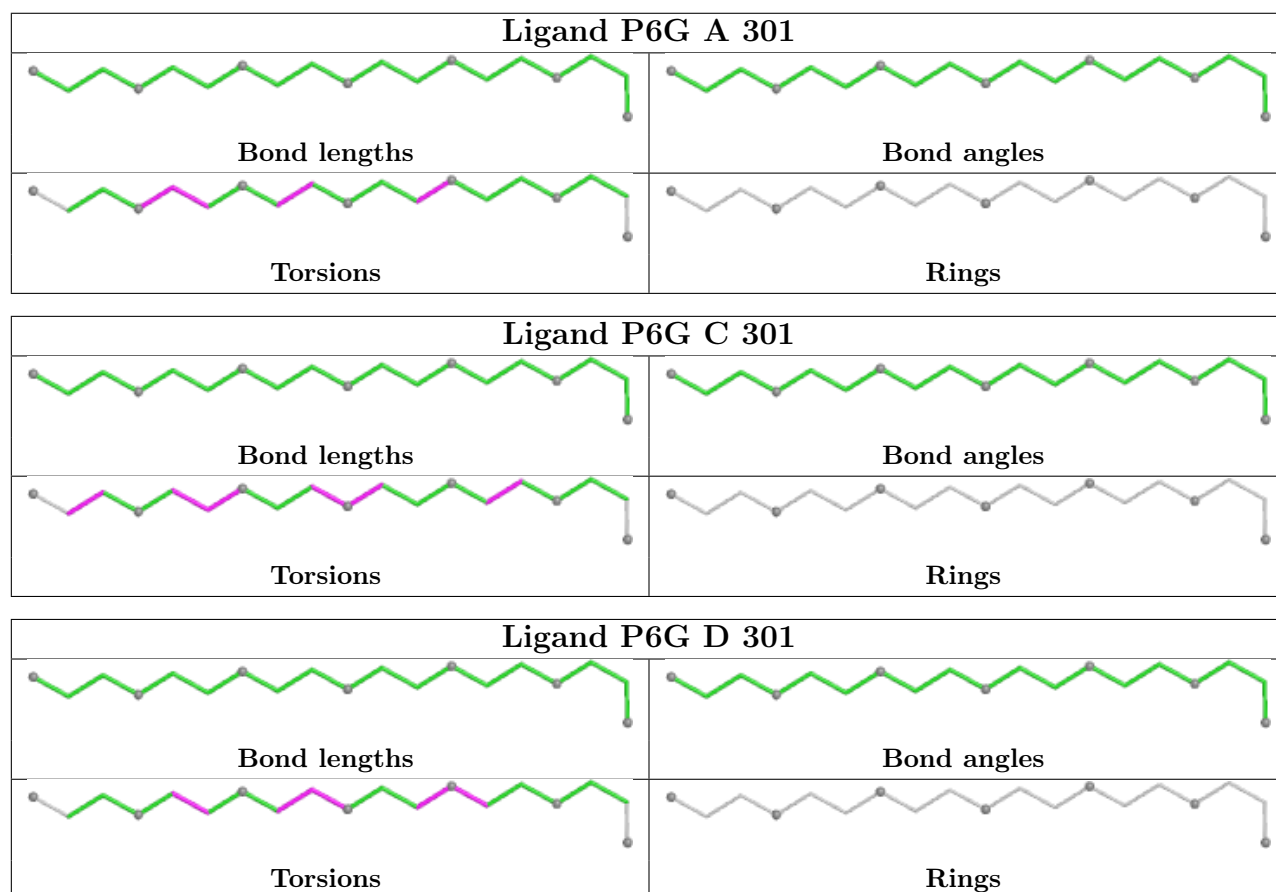 Ligand P6G A 301
Bond lengths Bond angles
Torsions Rings
Ligand P6G C 301
Bond lengths Bond angles
Torsions Rings
Ligand P6G D 301
Bond lengths Bond angles
Torsions Rings